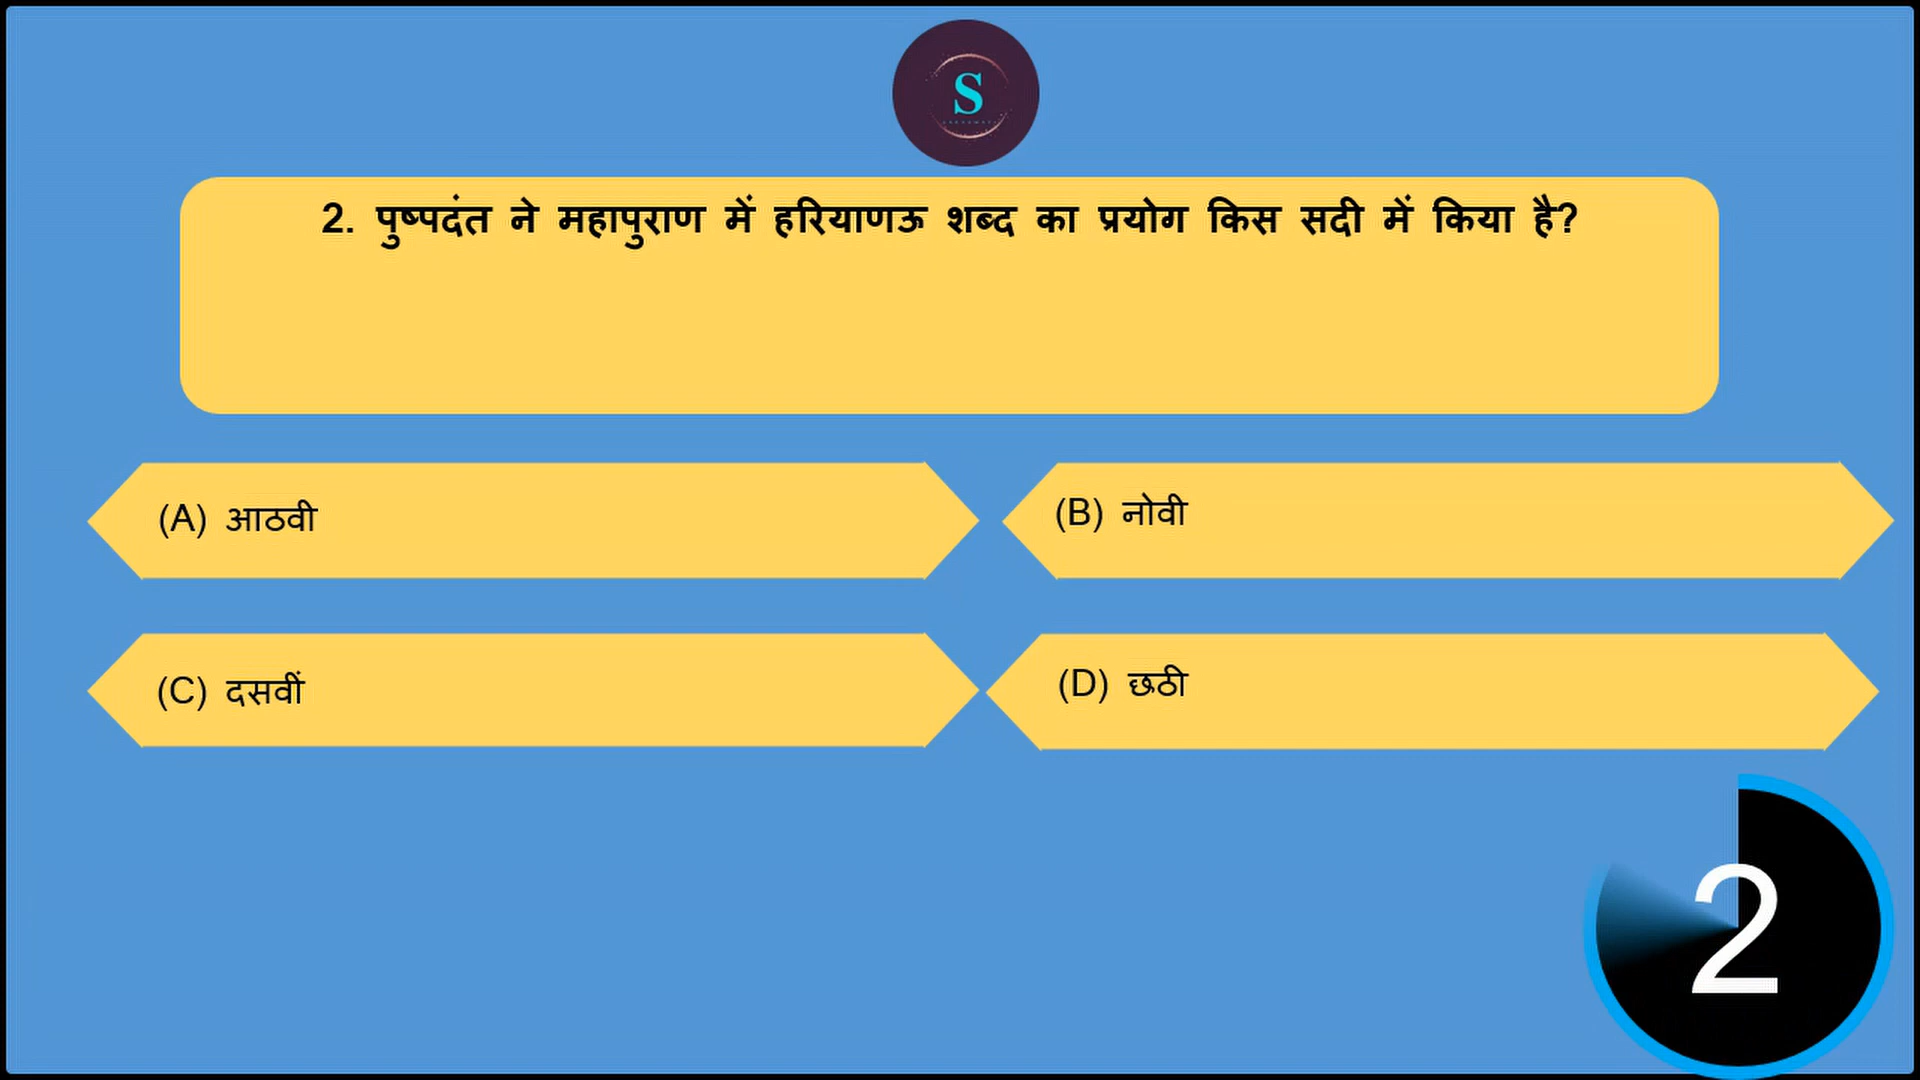 S
2. पुष्पदंत ने महापुराण में हरियाणऊ शब्द का प्रयोग किस सदी में किया है?
(A) आठवी
(B) नोवी
(C) दसवीं
(D) छठी
2